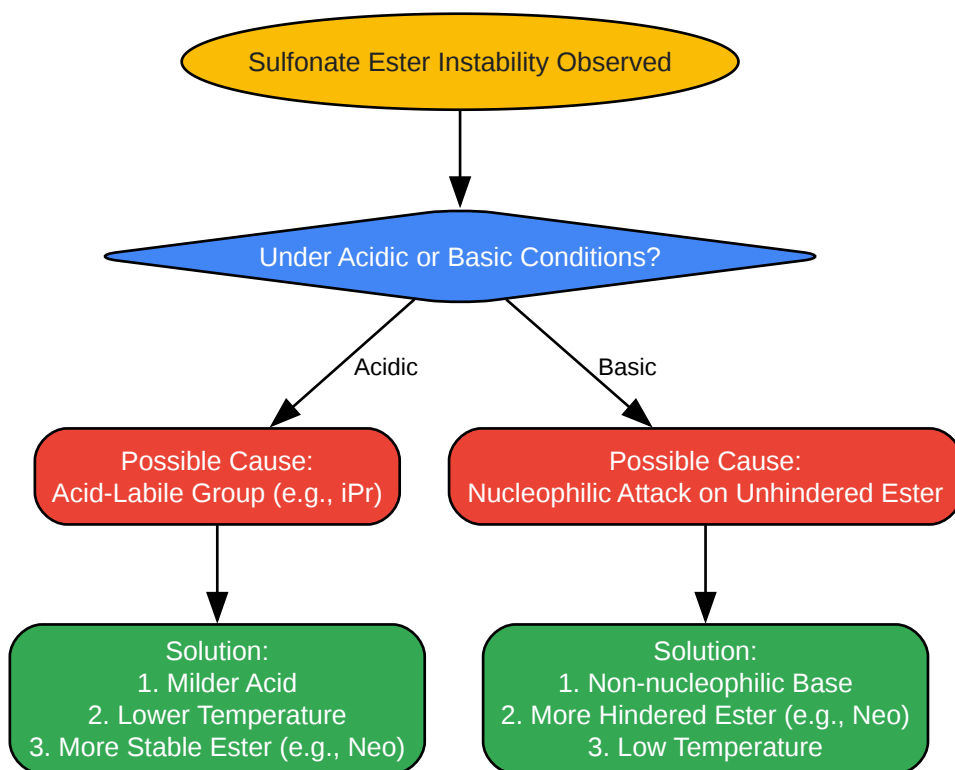 Sulfonate Ester Instability Observed
Under Acidic or Basic Conditions?
Acidic
Basic
Possible Cause:
Acid-Labile Group (e.g., iPr)
Possible Cause:
Nucleophilic Attack on Unhindered Ester
Solution:
1. Milder Acid
2. Lower Temperature
3. More Stable Ester (e.g., Neo)
Solution:
1. Non-nucleophilic Base
2. More Hindered Ester (e.g., Neo)
3. Low Temperature